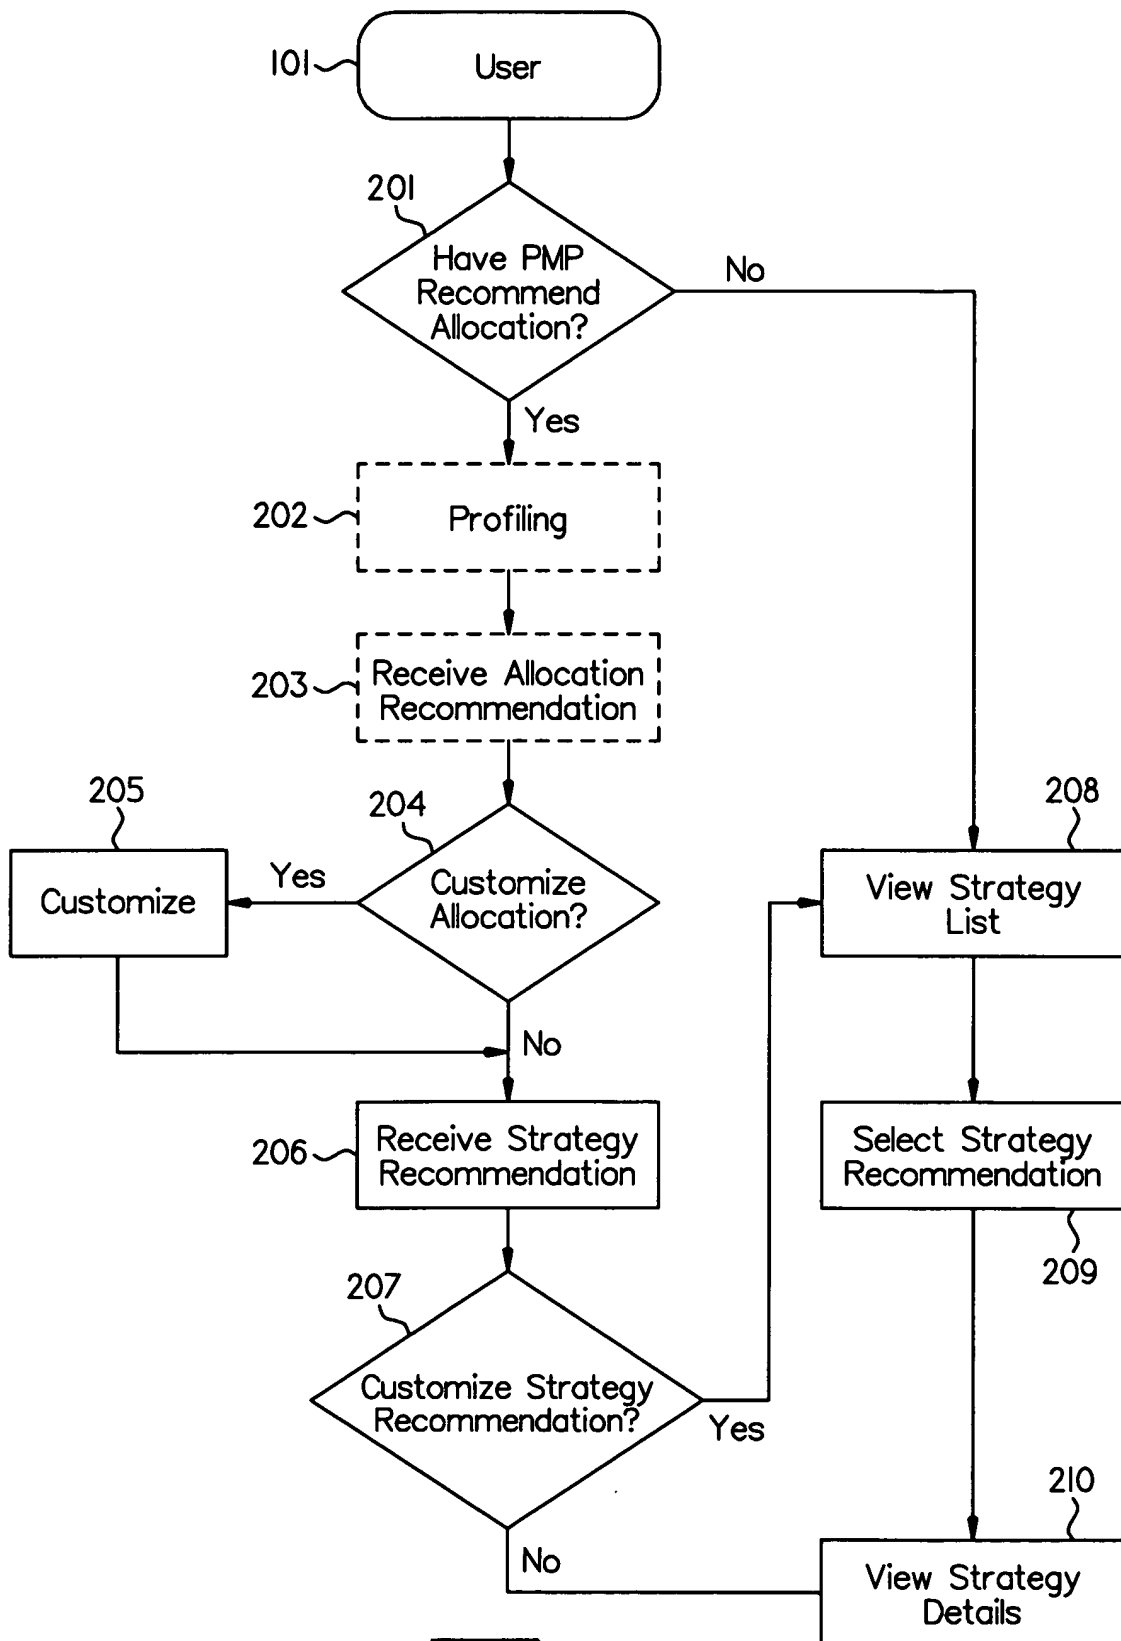 101
User
201
Have PMP
Recommend
Allocation?
No
Yes
202
Profiling
203
Receive Allocation
Recommendation
205
204
208
Customize
Yes
Customize
Allocation?
View Strategy
List
No
206
Receive Strategy
Recommendation
Select Strategy
Recommendation
209
207
Customize Strategy
Recommendation?
Yes
210
No
View Strategy
Details